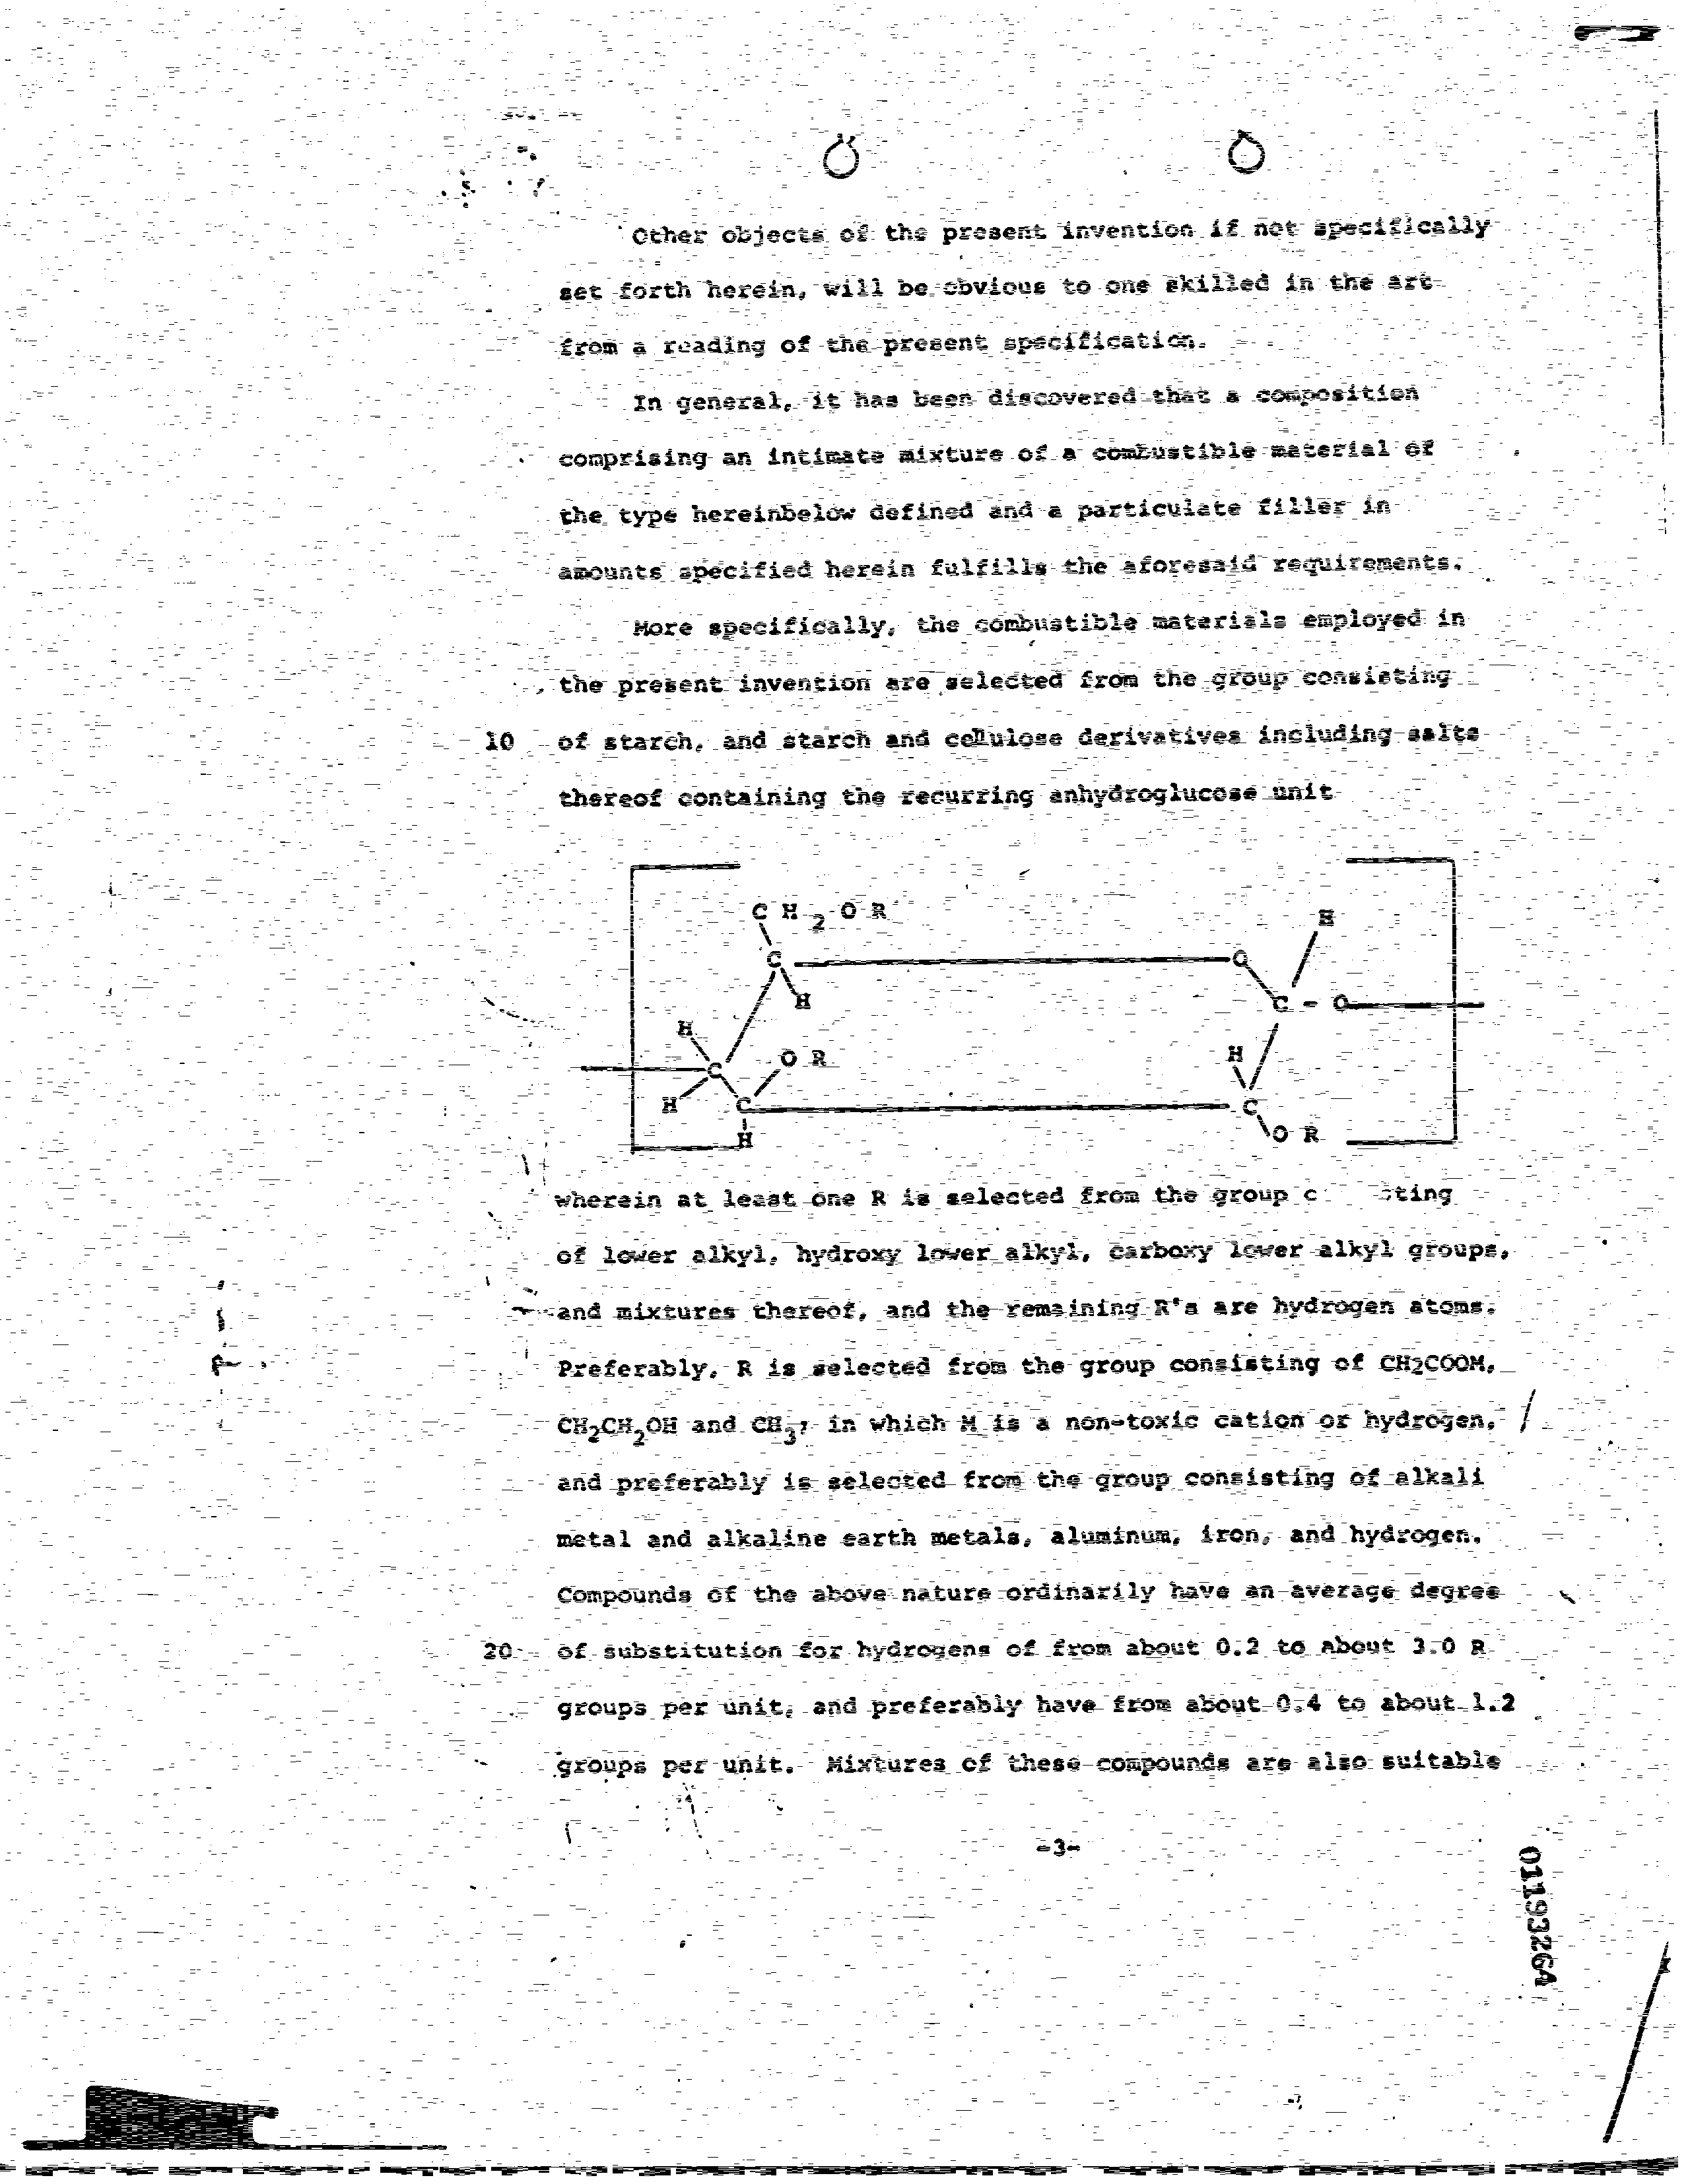 Other objects of the present invention if not specifically
set forth herein, will be obvious to one skilled in the art
from a reading of the present specification.
In general, it has been discovered that a composition
comprising an intimate mixture of a combustible material of
the type hereinbelow defined and a particulate filler in
amounts specified herein fulfills the aforesaid requirements.
More specifically, the combustible materials employed in
the present invention are selected from the group consisting
10 of starch, and starch and cellulose derivatives including salts
thereof containing the recurring anhydroglucose unit
C H 2 O R
H
C O
H C - O
H
C O R H
H C C
H O R
wherein at least one R is selected from the group c ting
of lower alkyl, hydroxy lower alkyl, carboxy lower alkyl groups,
and mixtures thereof, and the remaining R's are hydrogen atoms.
Preferably, R is selected from the group consisting of CH2COOM,
CH2CH2OH and CH3, in which M is a non-toxic cation or hydrogen,
and preferably is selected from the group consisting of alkali
metal and alkaline earth metals, aluminum, iron, and hydrogen.
Compounds of the above nature ordinarily have an average degree
20 of substitution for hydrogens of from about 0.2 to about 3.0 R
groups per unit, and preferably have from about 0.4 to about 1.2
groups per unit. Mixtures of these compounds are also suitable
-3-
01193264